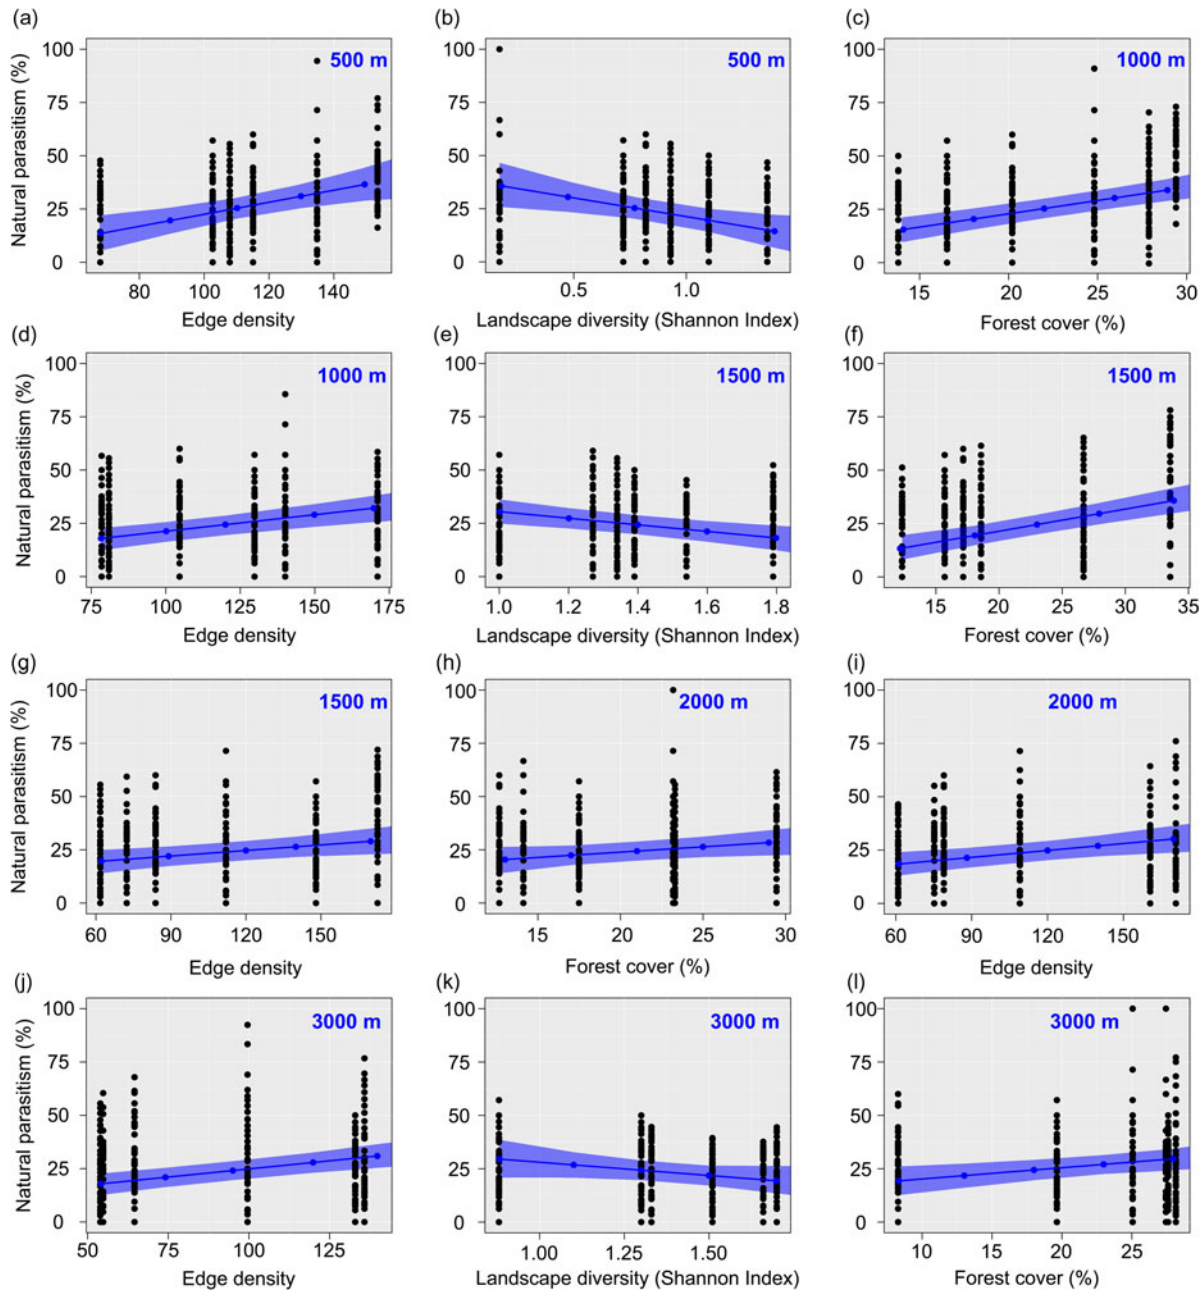 (a) (b) (c)
Natural parasitism (%)
100 75 50 25 0
500 m
80 100 120 140
Edge density
100 75 50 25 0
500 m
0.5 1.0
Landscape diversity (Shannon Index)
100 75 50 25 0
1000 m
15 20 25 30
Forest cover (%)
(d) (e) (f)
Natural parasitism (%)
100 75 50 25 0
1000 m
75 100 125 150 175
Edge density
100 75 50 25 0
1500 m
1.0 1.2 1.4 1.6 1.8
Landscape diversity (Shannon Index)
100 75 50 25 0
1500 m
15 20 25 30 35
Forest cover (%)
(g) (h) (i)
Natural parasitism (%)
100 75 50 25 0
1500 m
60 90 120 150
Edge density
100 75 50 25 0
2000 m
15 20 25 30
Forest cover (%)
100 75 50 25 0
2000 m
60 90 120 150
Edge density
(j) (k) (l)
Natural parasitism (%)
100 75 50 25 0
3000 m
50 75 100 125
Edge density
100 75 50 25 0
3000 m
1.00 1.25 1.50
Landscape diversity (Shannon Index)
100 75 50 25 0
3000 m
10 15 20 25
Forest cover (%)